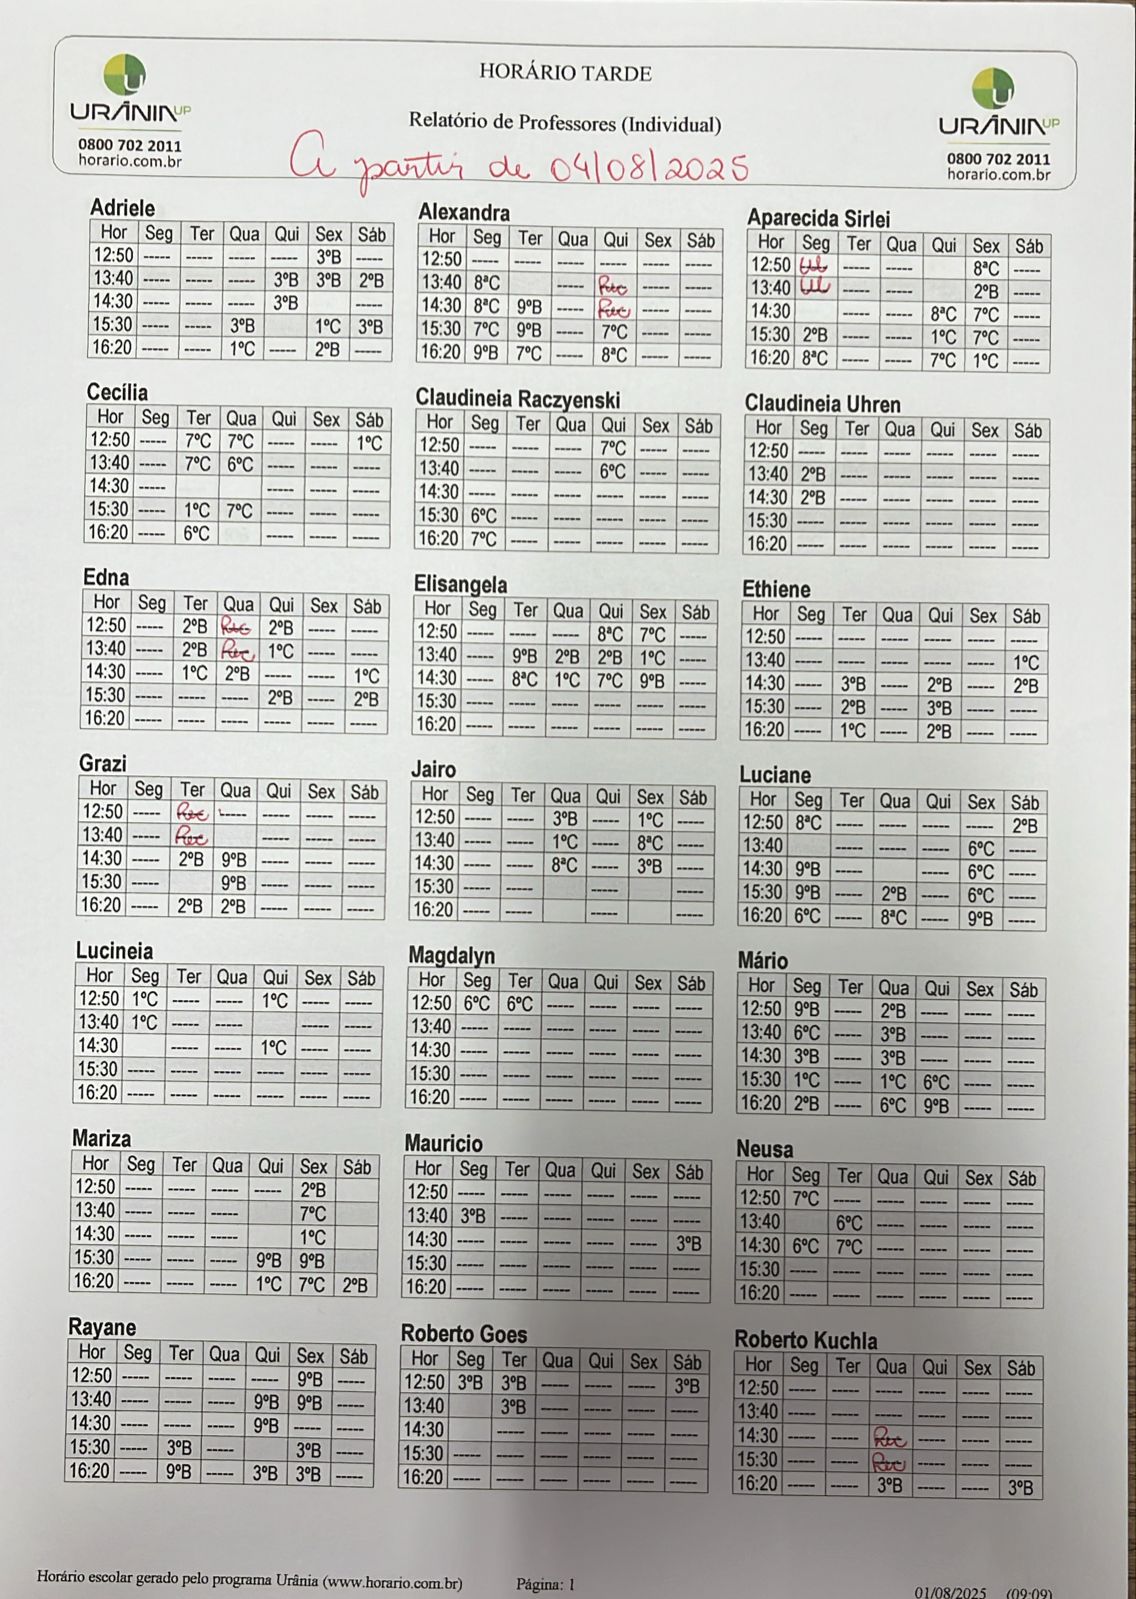 HORÁRIO TARDE
Relatório de Professores (Individual)
URÂNIA UP
0800 702 2011
horario.com.br
URÂNIA UP
0800 702 2011
horario.com.br
A partir de 04/08/2025
Adriele
Hor Seg Ter Qua Qui Sex Sáb
12:50 ----- ----- ----- ----- 3ºB -----
13:40 ----- ----- ----- 3ºB 3ºB 2ºB
14:30 ----- ----- ----- 3ºB -----
15:30 ----- ----- 3ºB 1ºC 3ºB
16:20 ----- ----- 1ºC ----- 2ºB -----
Alexandra
Hor Seg Ter Qua Qui Sex Sáb
12:50 ----- ----- ----- ----- ----- -----
13:40 8ªC ----- Rec ----- -----
14:30 8ªC 9ºB ----- Rec ----- -----
15:30 7ºC 9ºB ----- 7ºC ----- -----
16:20 9ºB 7ºC ----- 8ªC ----- -----
Aparecida Sirlei
Hor Seg Ter Qua Qui Sex Sáb
12:50 ----- ----- 8ªC -----
13:40 ----- ----- 2ºB -----
14:30 ----- ----- 8ªC 7ºC -----
15:30 2ºB ----- ----- 1ºC 7ºC -----
16:20 8ªC ----- ----- 7ºC 1ºC -----
Cecília
Hor Seg Ter Qua Qui Sex Sáb
12:50 ----- 7ºC 7ºC ----- ----- 1ºC
13:40 ----- 7ºC 6ºC ----- ----- -----
14:30 ----- ----- ----- -----
15:30 ----- 1ºC 7ºC ----- ----- -----
16:20 ----- 6ºC ----- ----- -----
Claudineia Raczyenski
Hor Seg Ter Qua Qui Sex Sáb
12:50 ----- ----- ----- 7ºC ----- -----
13:40 ----- ----- ----- 6ºC ----- -----
14:30 ----- ----- ----- ----- ----- -----
15:30 6ºC ----- ----- ----- ----- -----
16:20 7ºC ----- ----- ----- ----- -----
Claudineia Uhren
Hor Seg Ter Qua Qui Sex Sáb
12:50 ----- ----- ----- ----- ----- -----
13:40 2ºB ----- ----- ----- ----- -----
14:30 2ºB ----- ----- ----- ----- -----
15:30 ----- ----- ----- ----- ----- -----
16:20 ----- ----- ----- ----- ----- -----
Edna
Hor Seg Ter Qua Qui Sex Sáb
12:50 ----- 2ºB Rec 2ºB ----- -----
13:40 ----- 2ºB Rec 1ºC ----- -----
14:30 ----- 1ºC 2ºB ----- ----- 1ºC
15:30 ----- ----- ----- 2ºB ----- 2ºB
16:20 ----- ----- ----- ----- ----- -----
Elisangela
Hor Seg Ter Qua Qui Sex Sáb
12:50 ----- ----- ----- 8ªC 7ºC -----
13:40 ----- 9ºB 2ºB 2ºB 1ºC -----
14:30 ----- 8ªC 1ºC 7ºC 9ºB -----
15:30 ----- ----- ----- ----- ----- -----
16:20 ----- ----- ----- ----- ----- -----
Ethiene
Hor Seg Ter Qua Qui Sex Sáb
12:50 ----- ----- ----- ----- ----- -----
13:40 ----- ----- ----- ----- ----- 1ºC
14:30 ----- 3ºB ----- 2ºB ----- 2ºB
15:30 ----- 2ºB ----- 3ºB ----- -----
16:20 ----- 1ºC ----- 2ºB ----- -----
Grazi
Hor Seg Ter Qua Qui Sex Sáb
12:50 ----- Rec ----- ----- ----- -----
13:40 ----- Rec ----- ----- -----
14:30 ----- 2ºB 9ºB ----- ----- -----
15:30 ----- 9ºB ----- ----- -----
16:20 ----- 2ºB 2ºB ----- ----- -----
Jairo
Hor Seg Ter Qua Qui Sex Sáb
12:50 ----- ----- 3ºB ----- 1ºC -----
13:40 ----- ----- 1ºC ----- 8ªC -----
14:30 ----- ----- 8ªC ----- 3ºB -----
15:30 ----- ----- ----- -----
16:20 ----- ----- ----- -----
Luciane
Hor Seg Ter Qua Qui Sex Sáb
12:50 8ªC ----- ----- ----- ----- 2ºB
13:40 ----- ----- ----- 6ºC -----
14:30 9ºB ----- ----- 6ºC -----
15:30 9ºB ----- 2ºB ----- 6ºC -----
16:20 6ºC ----- 8ªC ----- 9ºB -----
Lucineia
Hor Seg Ter Qua Qui Sex Sáb
12:50 1ºC ----- ----- 1ºC ----- -----
13:40 1ºC ----- ----- ----- -----
14:30 ----- ----- 1ºC ----- -----
15:30 ----- ----- ----- ----- ----- -----
16:20 ----- ----- ----- ----- ----- -----
Magdalyn
Hor Seg Ter Qua Qui Sex Sáb
12:50 6ºC 6ºC ----- ----- ----- -----
13:40 ----- ----- ----- ----- ----- -----
14:30 ----- ----- ----- ----- ----- -----
15:30 ----- ----- ----- ----- ----- -----
16:20 ----- ----- ----- ----- ----- -----
Mário
Hor Seg Ter Qua Qui Sex Sáb
12:50 9ºB ----- 2ºB ----- ----- -----
13:40 6ºC ----- 3ºB ----- ----- -----
14:30 3ºB ----- 3ºB ----- ----- -----
15:30 1ºC ----- 1ºC 6ºC ----- -----
16:20 2ºB ----- 6ºC 9ºB ----- -----
Mariza
Hor Seg Ter Qua Qui Sex Sáb
12:50 ----- ----- ----- ----- 2ºB
13:40 ----- ----- ----- 7ºC
14:30 ----- ----- ----- 1ºC
15:30 ----- ----- ----- 9ºB 9ºB
16:20 ----- ----- ----- 1ºC 7ºC 2ºB
Mauricio
Hor Seg Ter Qua Qui Sex Sáb
12:50 ----- ----- ----- ----- ----- -----
13:40 3ºB ----- ----- ----- ----- -----
14:30 ----- ----- ----- ----- ----- 3ºB
15:30 ----- ----- ----- ----- ----- -----
16:20 ----- ----- ----- ----- ----- -----
Neusa
Hor Seg Ter Qua Qui Sex Sáb
12:50 7ºC ----- ----- ----- ----- -----
13:40 6ºC ----- ----- ----- -----
14:30 6ºC 7ºC ----- ----- ----- -----
15:30 ----- ----- ----- ----- ----- -----
16:20 ----- ----- ----- ----- ----- -----
Rayane
Hor Seg Ter Qua Qui Sex Sáb
12:50 ----- ----- ----- ----- 9ºB -----
13:40 ----- ----- ----- 9ºB 9ºB -----
14:30 ----- ----- ----- 9ºB ----- -----
15:30 ----- 3ºB ----- 3ºB -----
16:20 ----- 9ºB ----- 3ºB 3ºB -----
Roberto Goes
Hor Seg Ter Qua Qui Sex Sáb
12:50 3ºB 3ºB ----- ----- ----- 3ºB
13:40 3ºB ----- ----- ----- -----
14:30 ----- ----- ----- ----- -----
15:30 ----- ----- ----- ----- ----- -----
16:20 ----- ----- ----- ----- ----- -----
Roberto Kuchla
Hor Seg Ter Qua Qui Sex Sáb
12:50 ----- ----- ----- ----- ----- -----
13:40 ----- ----- ----- ----- ----- -----
14:30 ----- ----- Rec ----- ----- -----
15:30 ----- ----- Rec ----- ----- -----
16:20 ----- ----- 3ºB ----- ----- 3ºB
Horário escolar gerado pelo programa Urânia (www.horario.com.br) Página: 1
01/08/2025 (09:09)